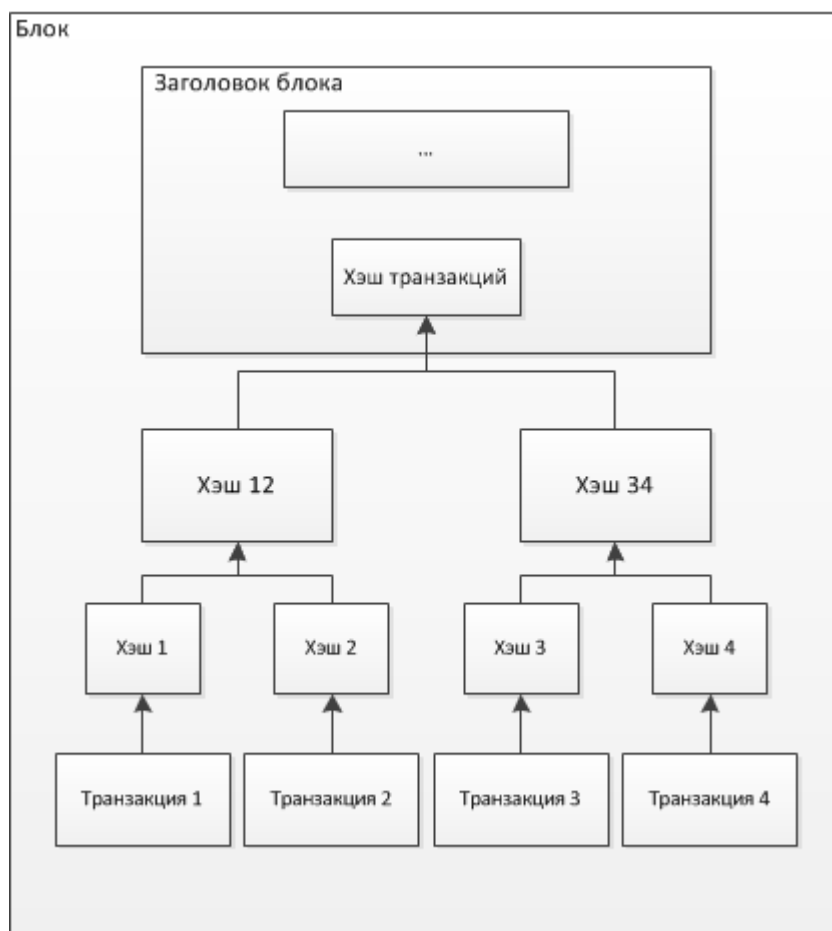 Блок
Заголовок блока
...
Хэш транзакций
Хэш 12
Хэш 34
Хэш 1
Хэш 2
Хэш 3
Хэш 4
Транзакция 1
Транзакция 2
Транзакция 3
Транзакция 4